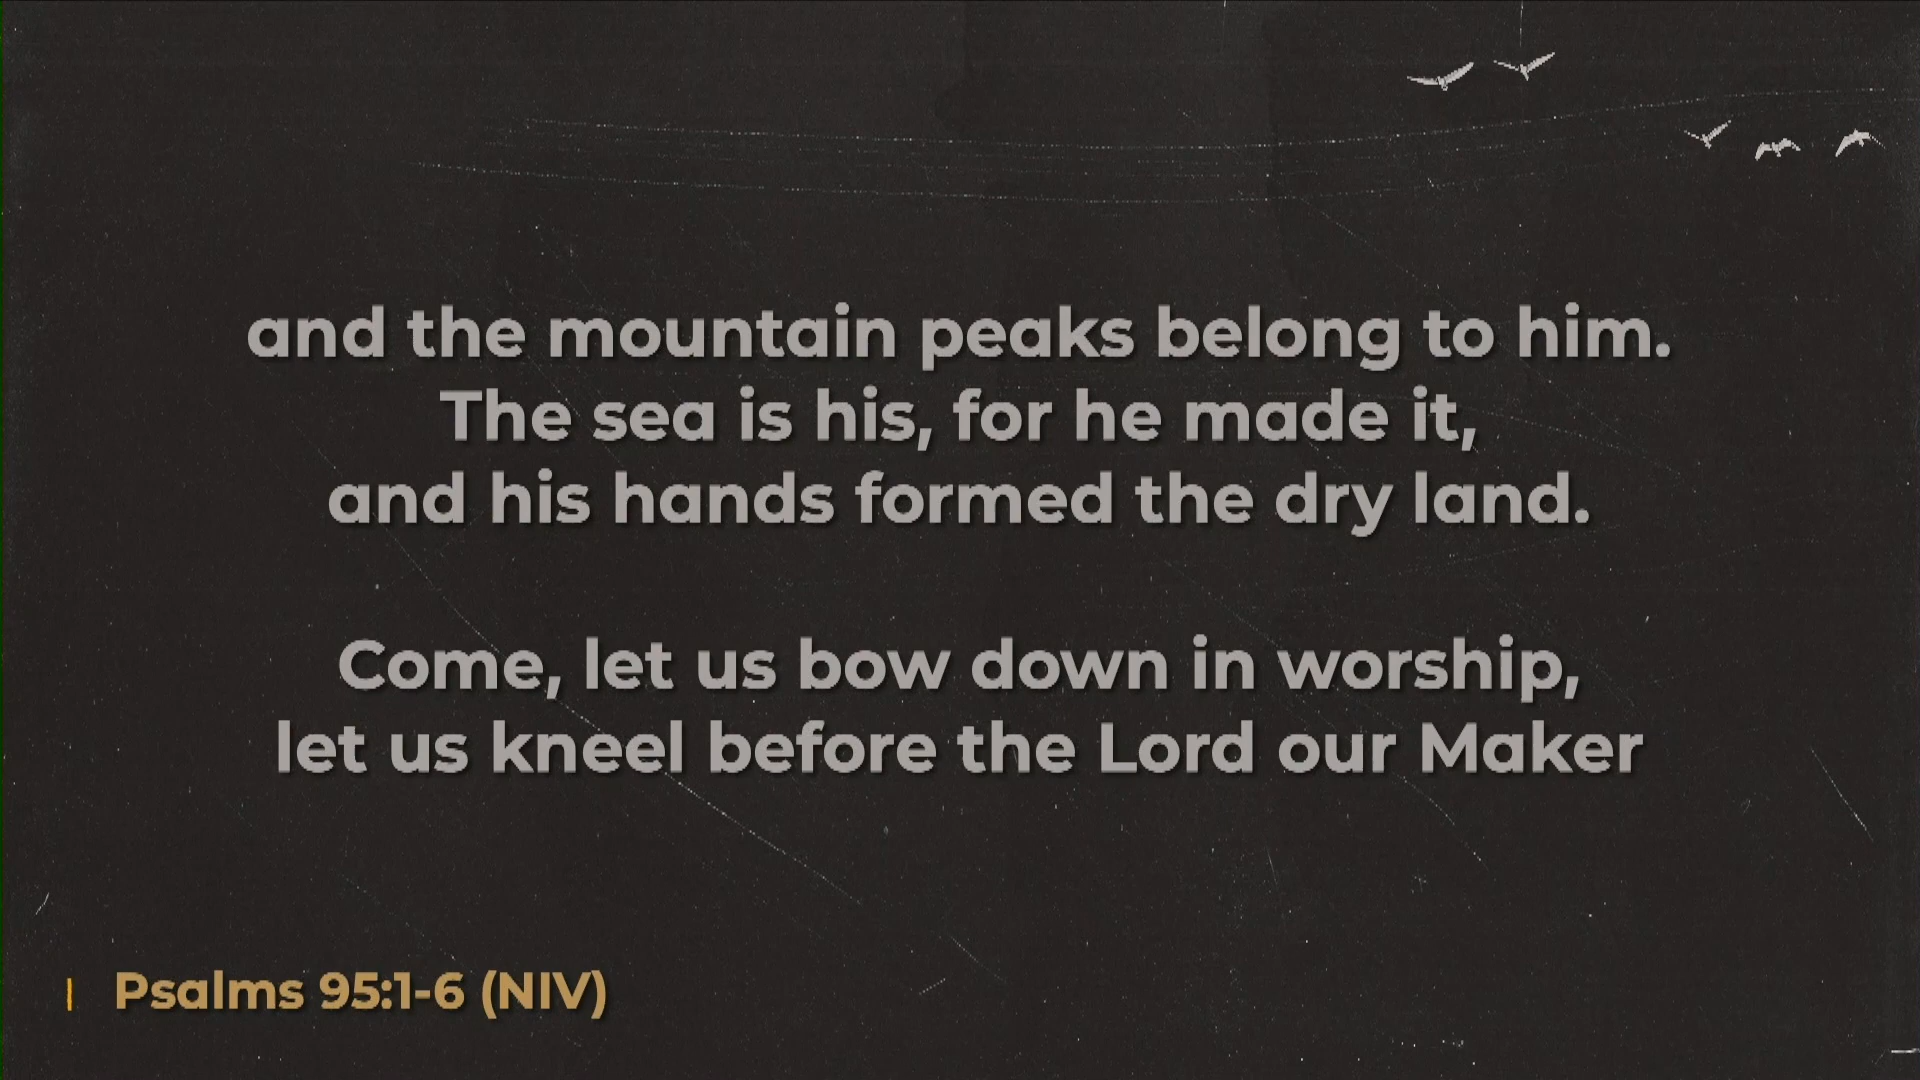 and the mountain peaks belong to him.
The sea is his, for he made it,
and his hands formed the dry land.
Come, let us bow down in worship,
let us kneel before the Lord our Maker
Psalms 95:1-6 (NIV)